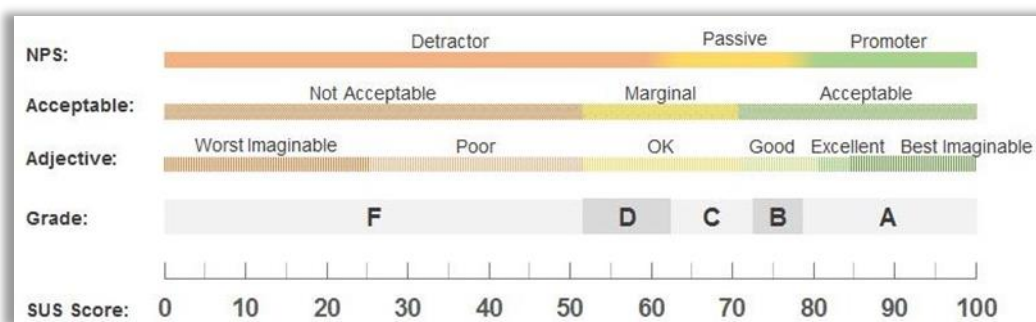 NPS: Detractor Passive Promoter
Acceptable: Not Acceptable Marginal Acceptable
Adjective: Worst Imaginable Poor OK Good Excellent Best Imaginable
Grade: F D C B A
SUS Score: 0 10 20 30 40 50 60 70 80 90 100